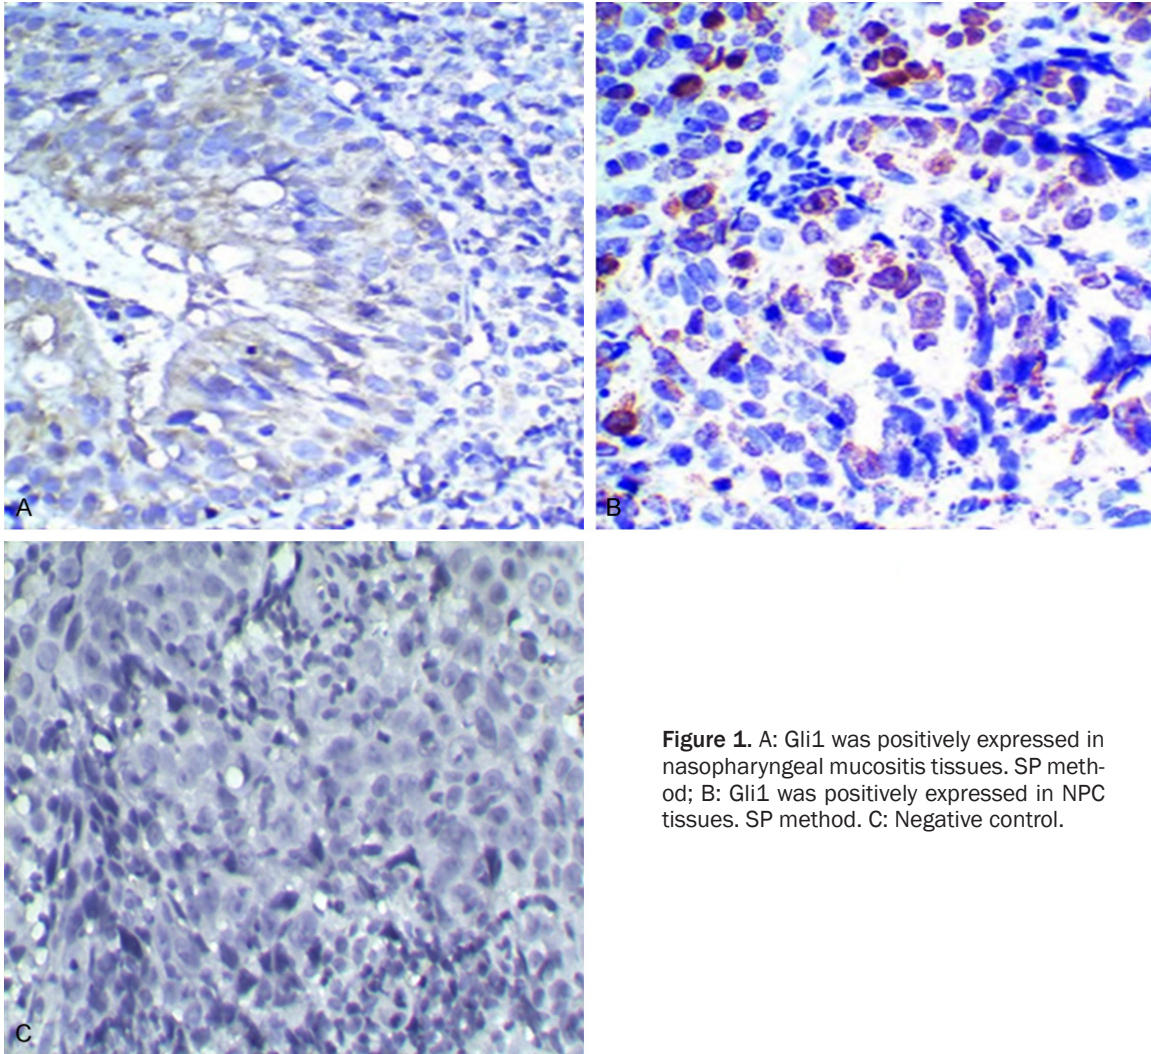 A
B
C
Figure 1. A: Gli1 was positively expressed in
nasopharyngeal mucositis tissues. SP meth-
od; B: Gli1 was positively expressed in NPC
tissues. SP method. C: Negative control.